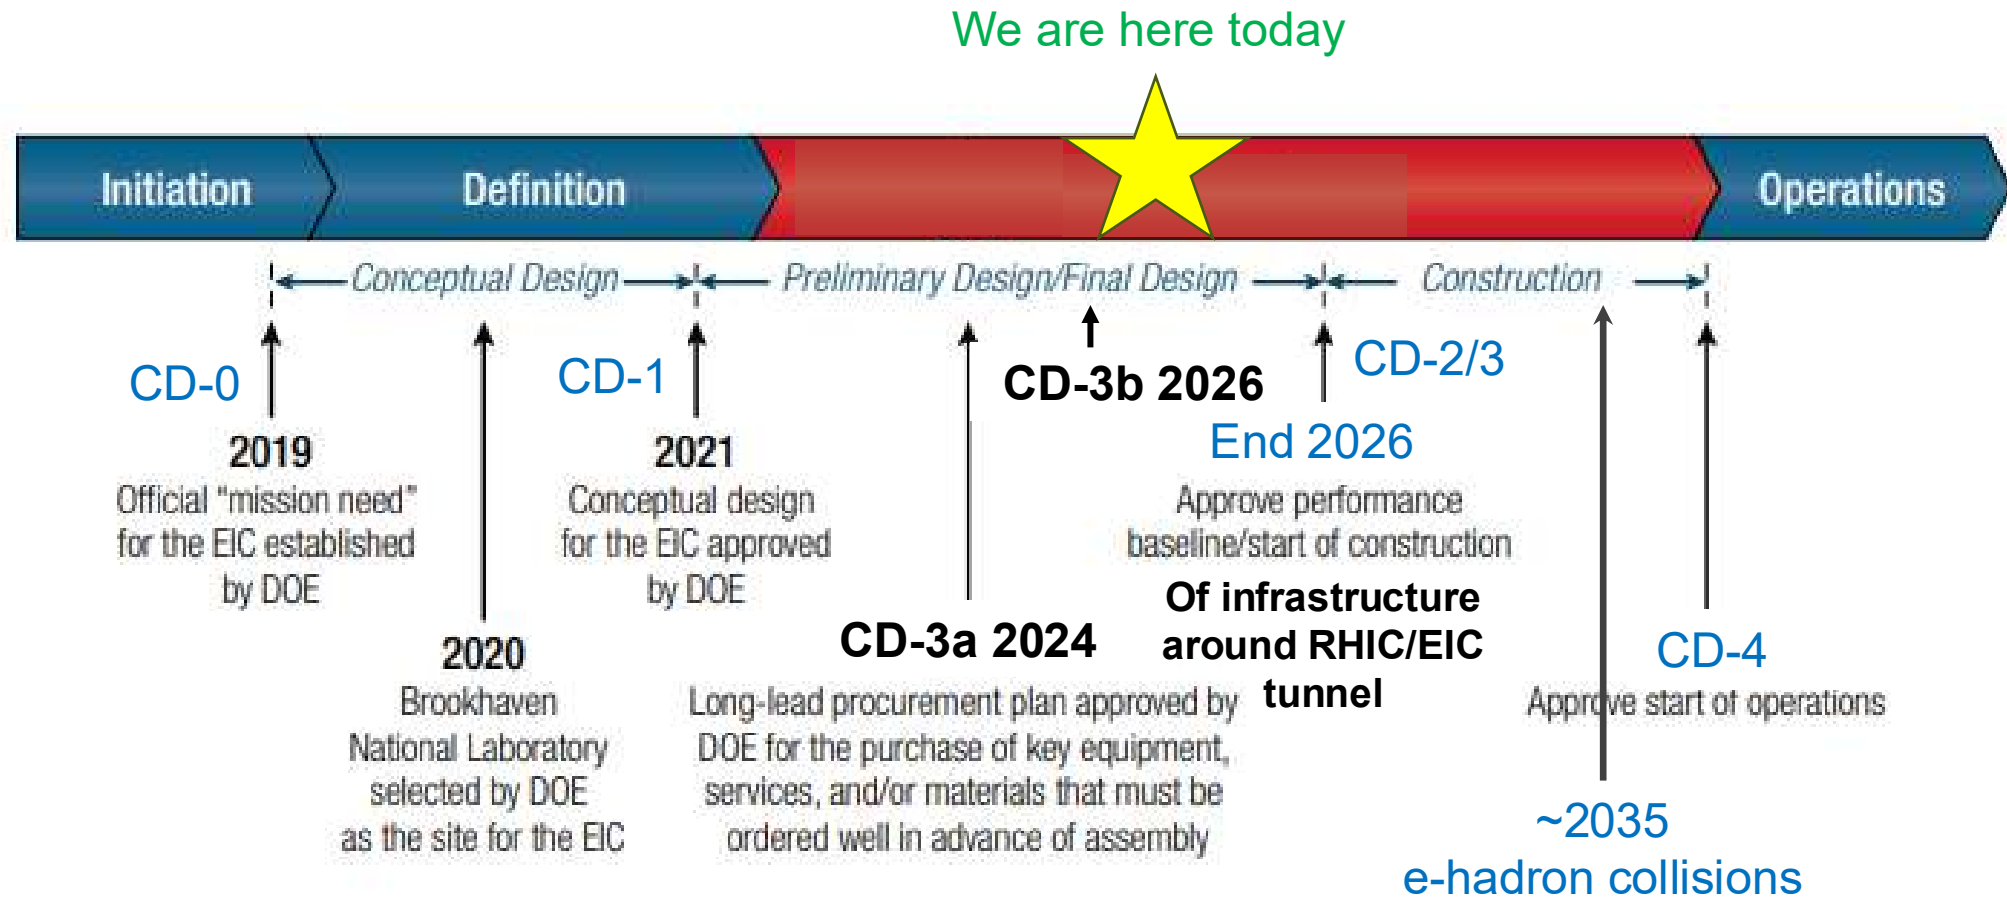 We are here today
Initiation
Definition
Operations
Conceptual Design
Preliminary Design/Final Design
Construction
CD-0
2019
Official “mission need”
for the EIC established
by DOE
2020
Brookhaven
National Laboratory
selected by DOE
as the site for the EIC
CD-1
2021
Conceptual design
for the EIC approved
by DOE
CD-3a 2024
Long-lead procurement plan approved by
DOE for the purchase of key equipment,
services, and/or materials that must be
ordered well in advance of assembly
CD-3b 2026
CD-2/3
End 2026
Approve performance
baseline/start of construction
Of infrastructure
around RHIC/EIC
tunnel
CD-4
Approve start of operations
~2035
e-hadron collisions